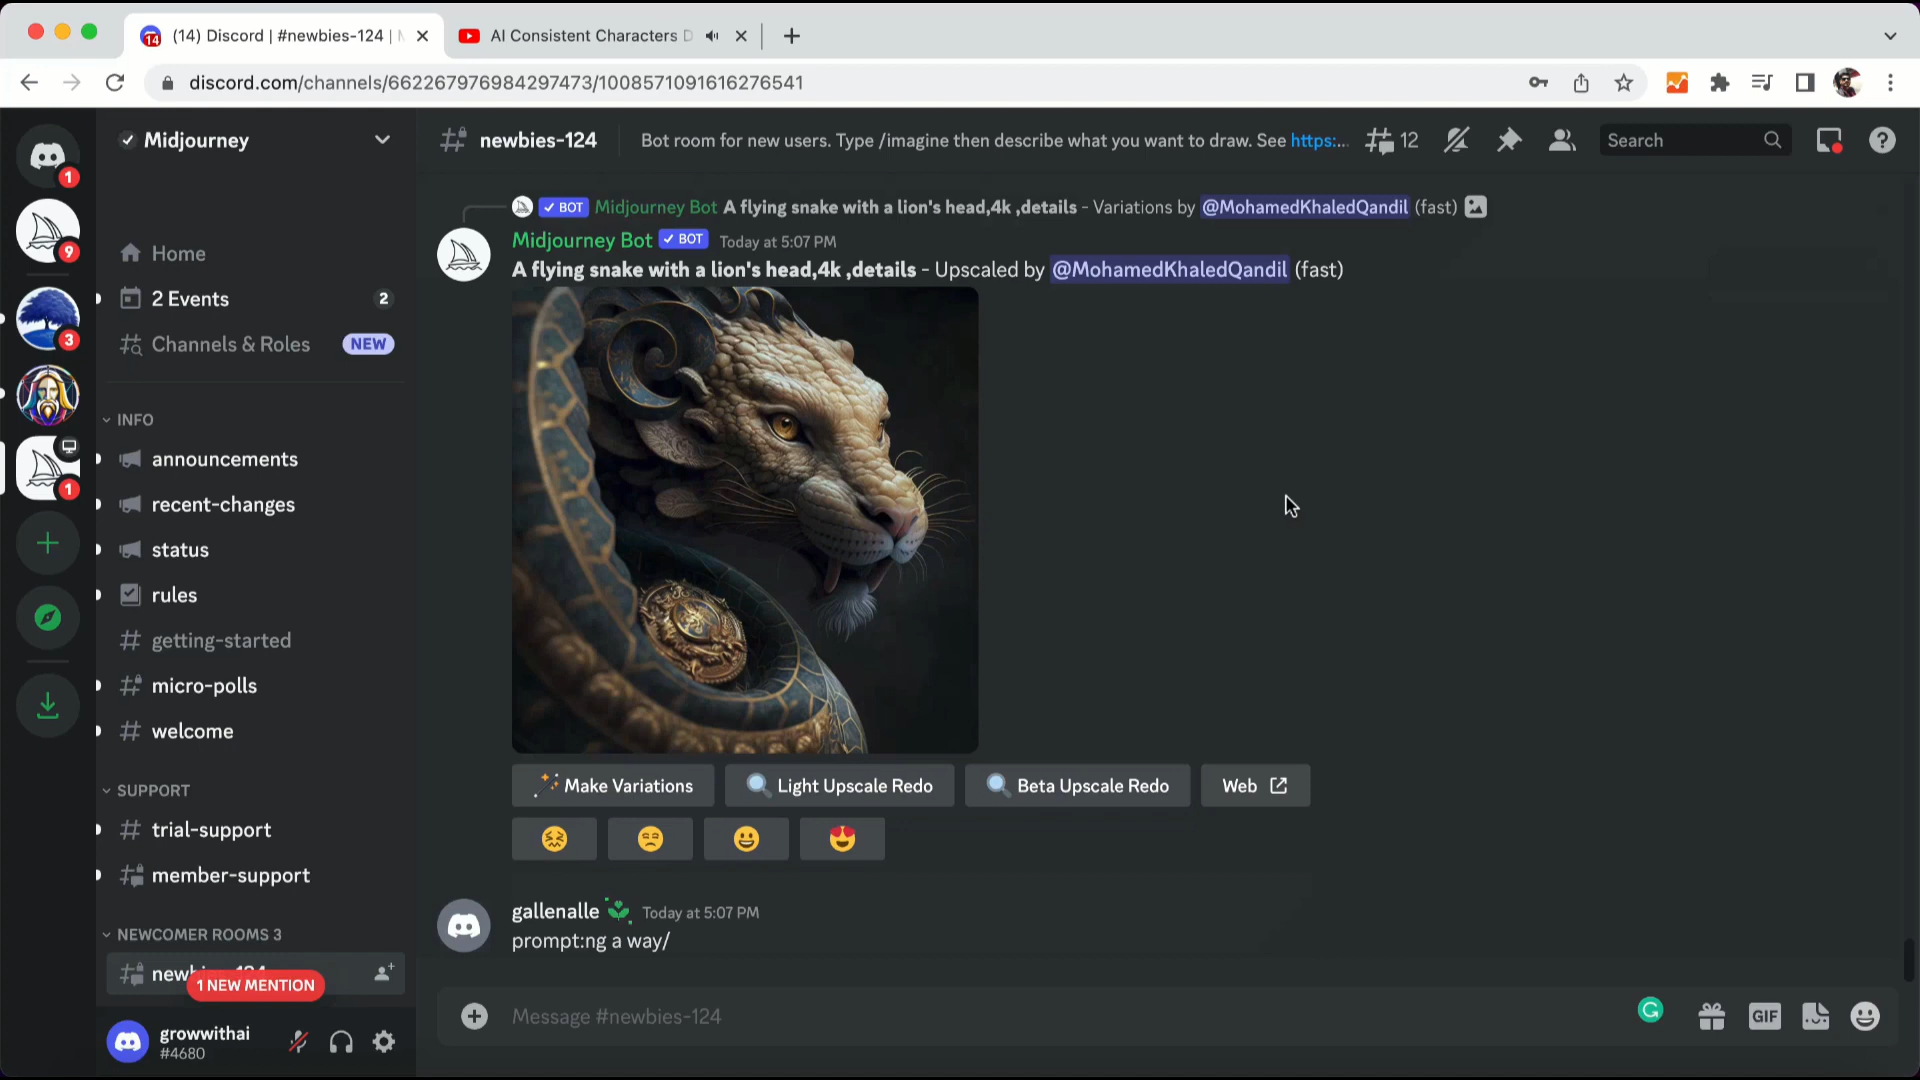 (14) Discord | #newbies-124 |
AI Consistent Characters D
discord.com/channels/662267976984297473/1008571091616276541
Midjourney
newbies-124
Bot room for new users. Type /imagine then describe what you want to draw. See https:...
12
Search
1
9
3
1
Home
2 Events
2
Channels & Roles
NEW
INFO
announcements
recent-changes
status
rules
getting-started
micro-polls
welcome
SUPPORT
trial-support
member-support
NEWCOMER ROOMS 3
1 NEW MENTION
growwithai
#4680
BOT Midjourney Bot A flying snake with a lion's head,4k ,details - Variations by @MohamedKhaledQandil (fast)
Midjourney Bot BOT Today at 5:07 PM
A flying snake with a lion's head,4k ,details - Upscaled by @MohamedKhaledQandil (fast)
Make Variations
Light Upscale Redo
Beta Upscale Redo
Web
gallenalle Today at 5:07 PM
prompt:ng a way/
Message #newbies-124
GIF